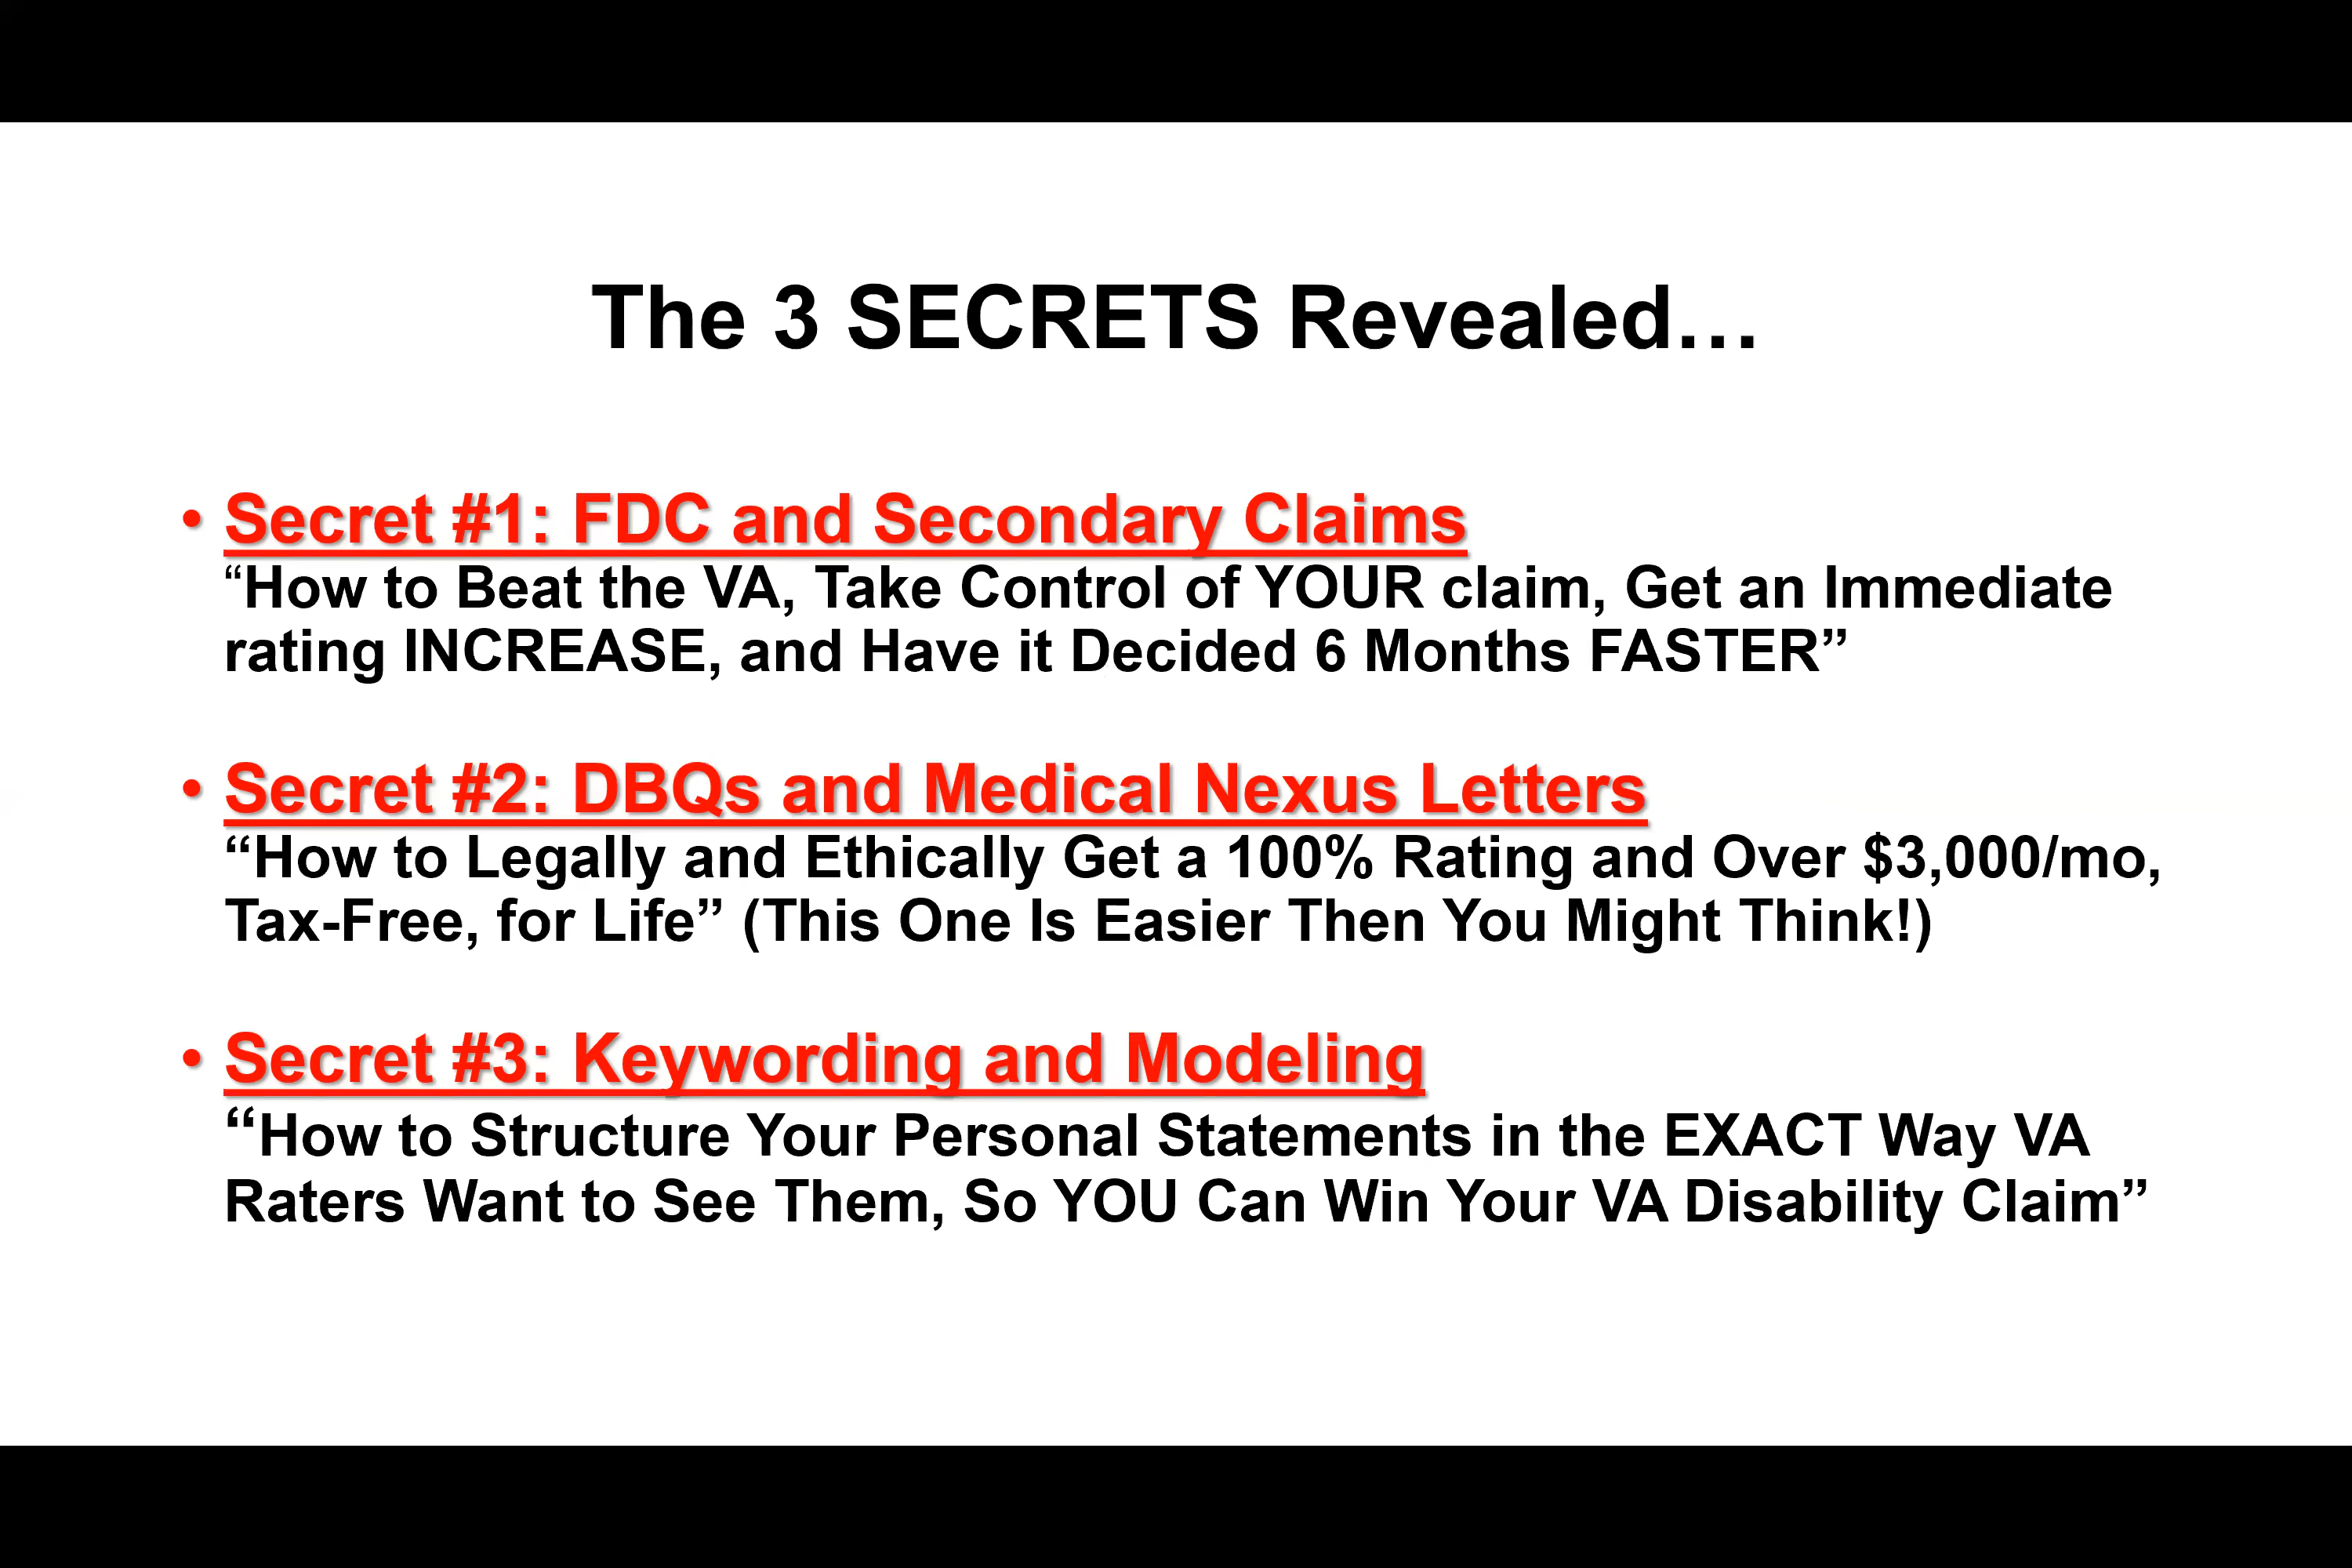 The 3 SECRETS Revealed…
• Secret #1: FDC and Secondary Claims
“How to Beat the VA, Take Control of YOUR claim, Get an Immediate
rating INCREASE, and Have it Decided 6 Months FASTER”
• Secret #2: DBQs and Medical Nexus Letters
“How to Legally and Ethically Get a 100% Rating and Over $3,000/mo,
Tax-Free, for Life” (This One Is Easier Then You Might Think!)
• Secret #3: Keywording and Modeling
“How to Structure Your Personal Statements in the EXACT Way VA
Raters Want to See Them, So YOU Can Win Your VA Disability Claim”